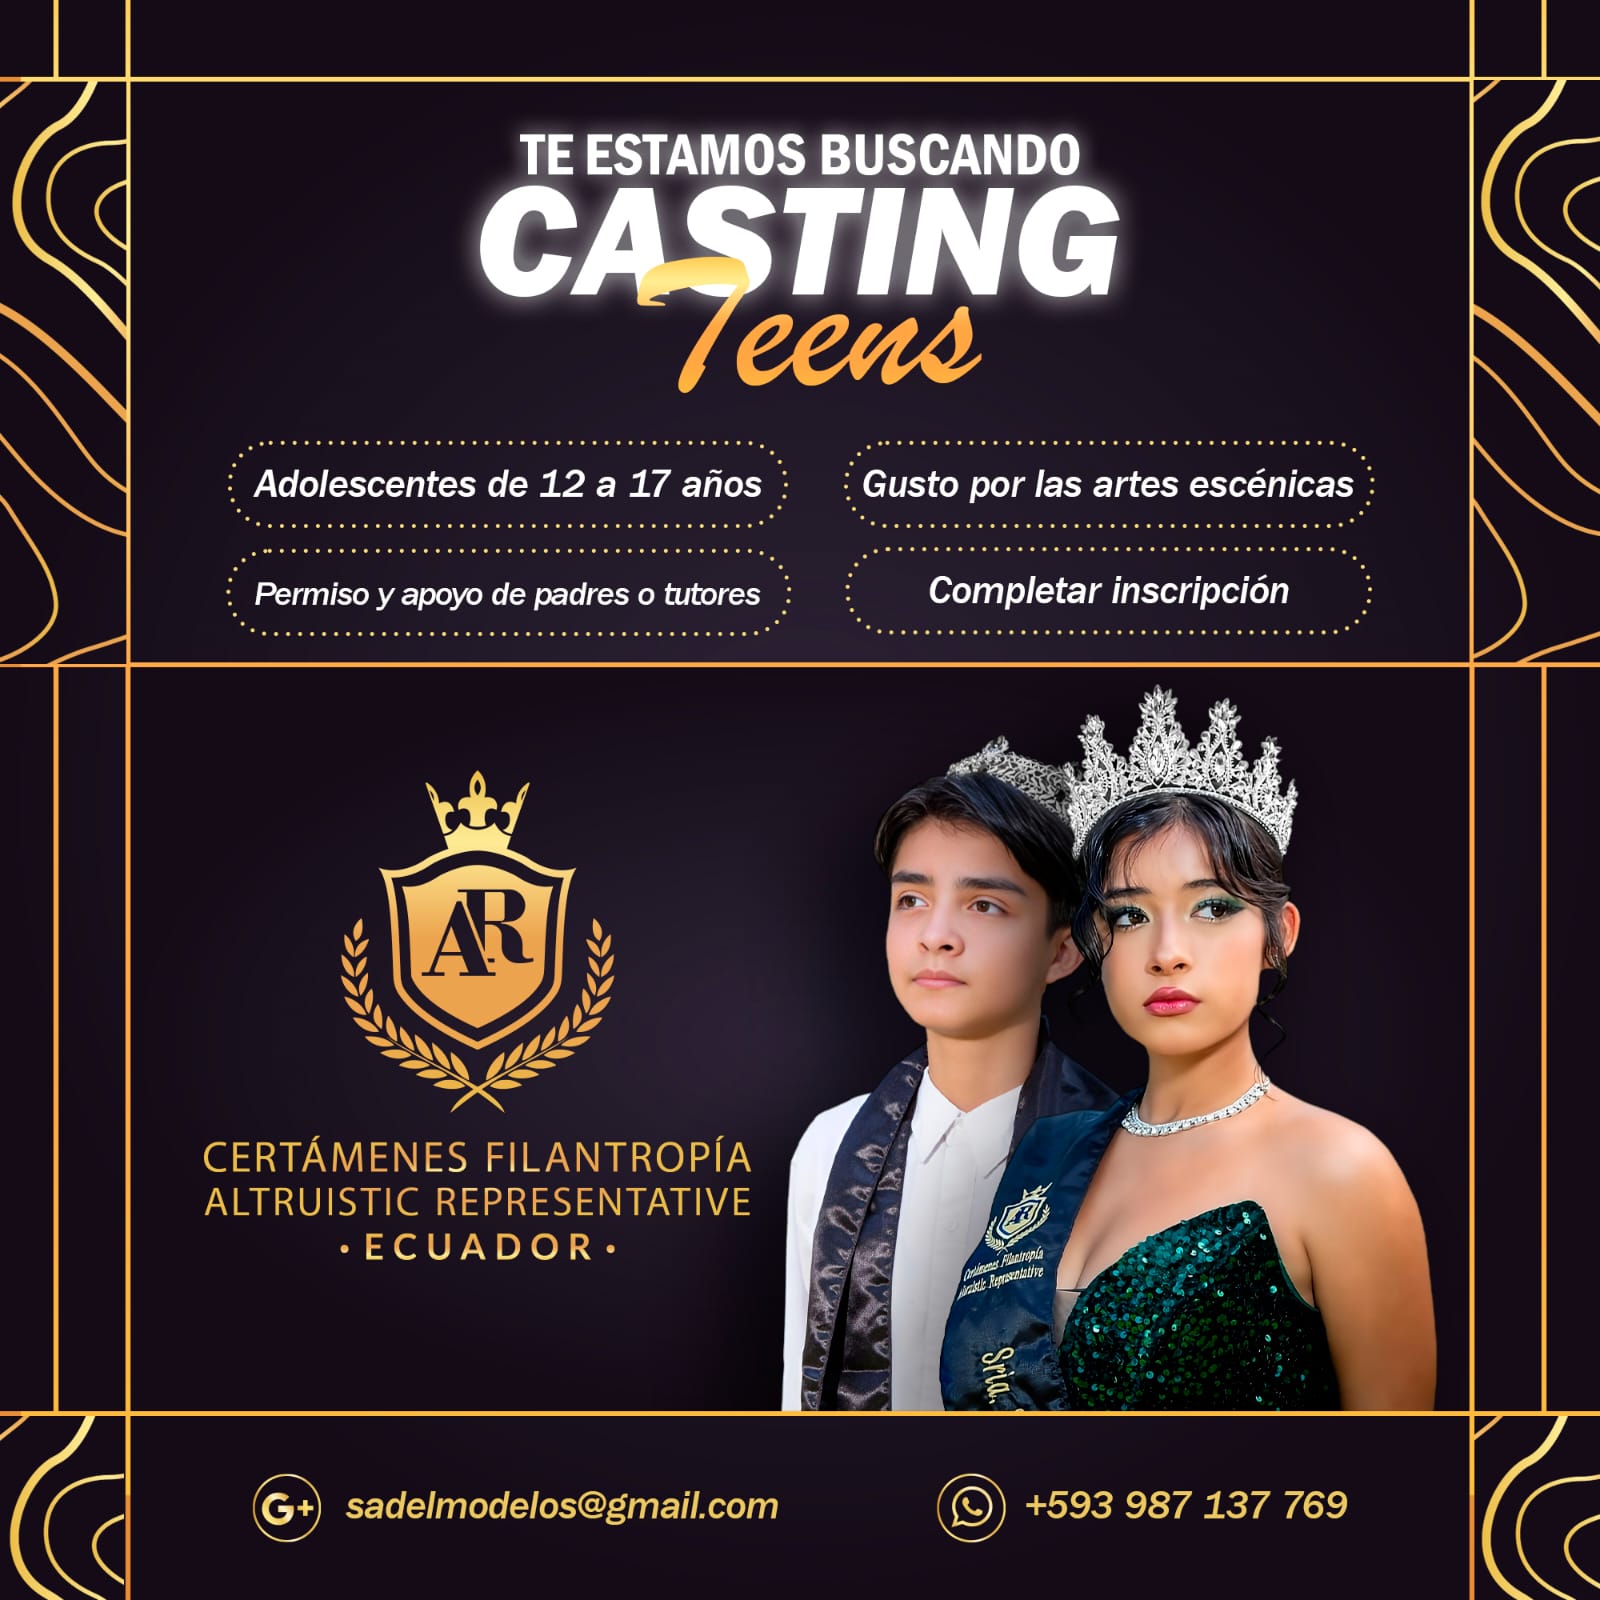 TE ESTAMOS BUSCANDO
CASTING
Teens
Adolescentes de 12 a 17 años
Gusto por las artes escénicas
Permiso y apoyo de padres o tutores
Completar inscripción
AR
CERTÁMENES FILANTROPÍA
ALTRUISTIC REPRESENTATIVE
• ECUADOR •
AR
Certámenes Filantropía
Altruistic Representative
Sria.
G+ sadelmodelos@gmail.com
+593 987 137 769